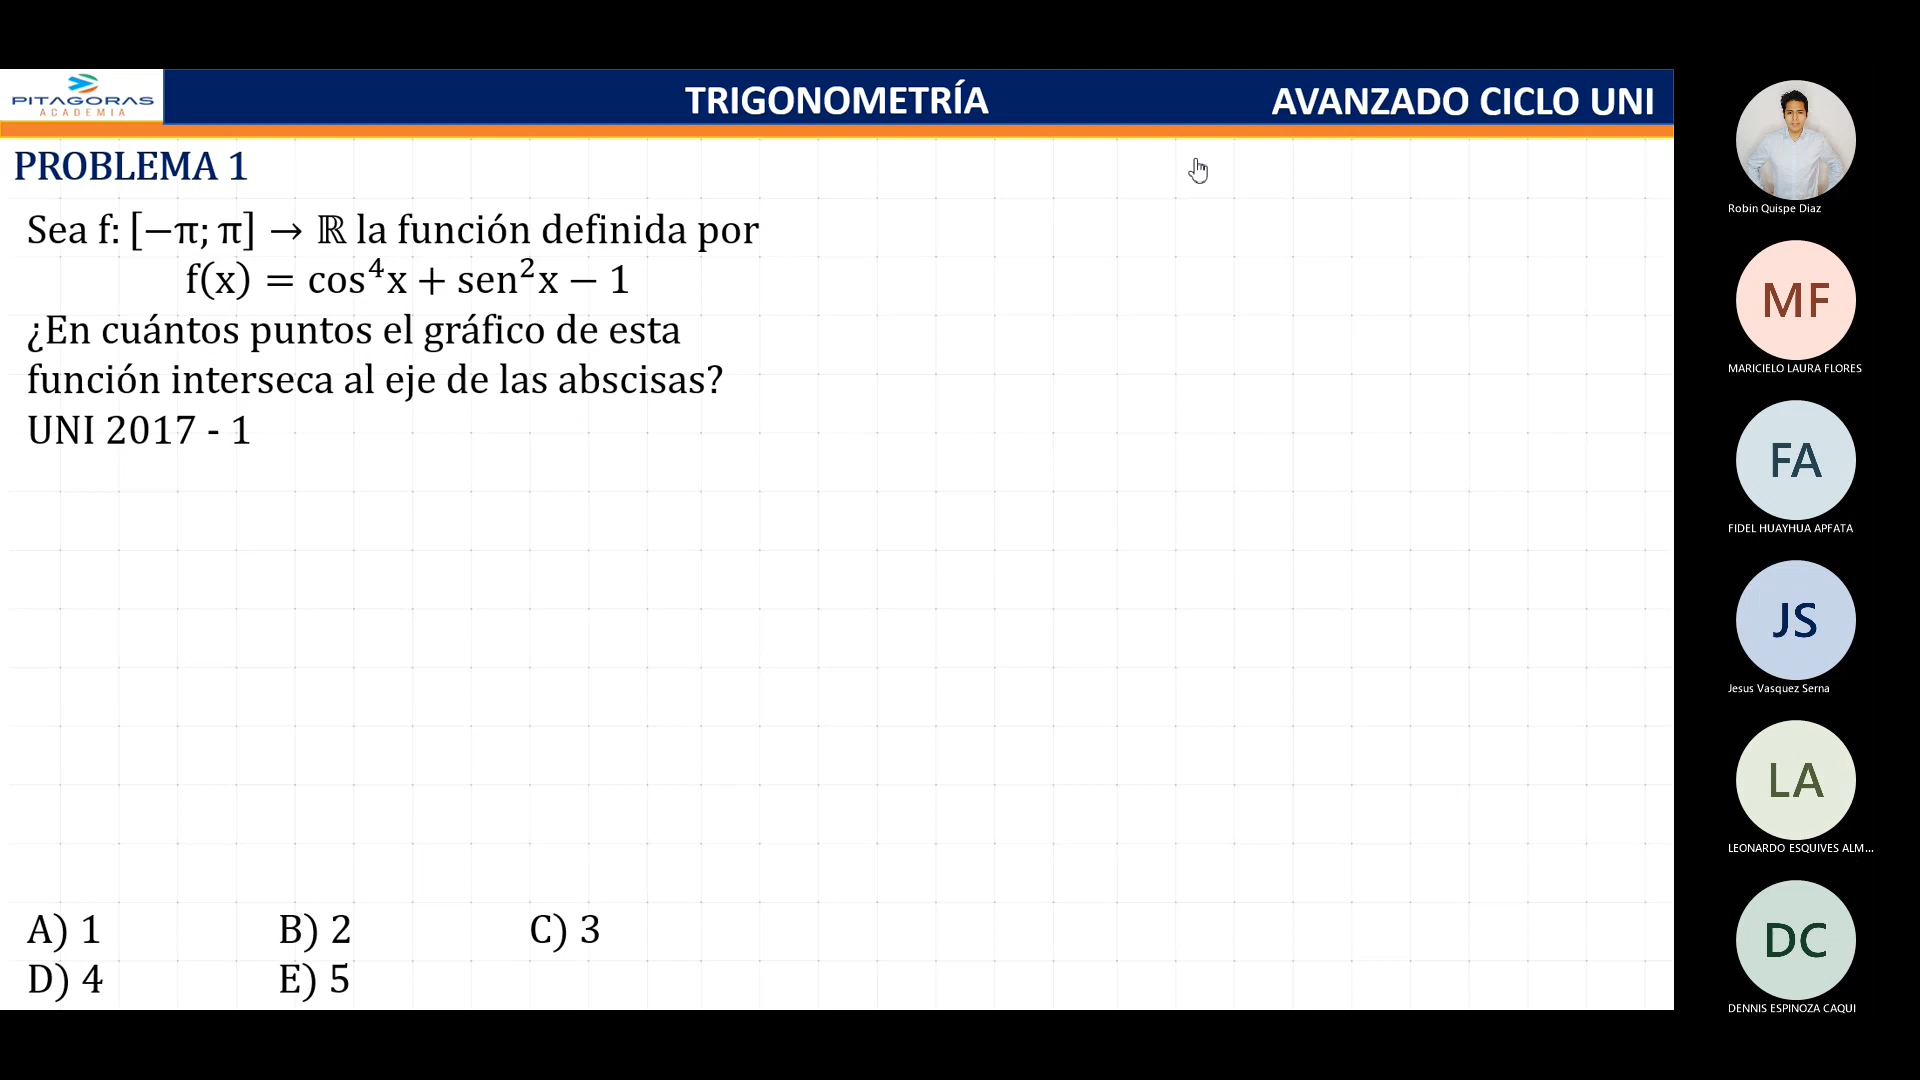 PITAGORAS
ACADEMIA
TRIGONOMETRÍA
AVANZADO CICLO UNI
PROBLEMA 1
Sea f: [−π; π] → ℝ la función definida por
f(x) = cos⁴x + sen²x − 1
¿En cuántos puntos el gráfico de esta
función interseca al eje de las abscisas?
UNI 2017 - 1
A) 1 B) 2 C) 3
D) 4 E) 5
Robin Quispe Diaz
MF
MARICIELO LAURA FLORES
FA
FIDEL HUAYHUA APFATA
JS
Jesus Vasquez Serna
LA
LEONARDO ESQUIVES ALM...
DC
DENNIS ESPINOZA CAQUI